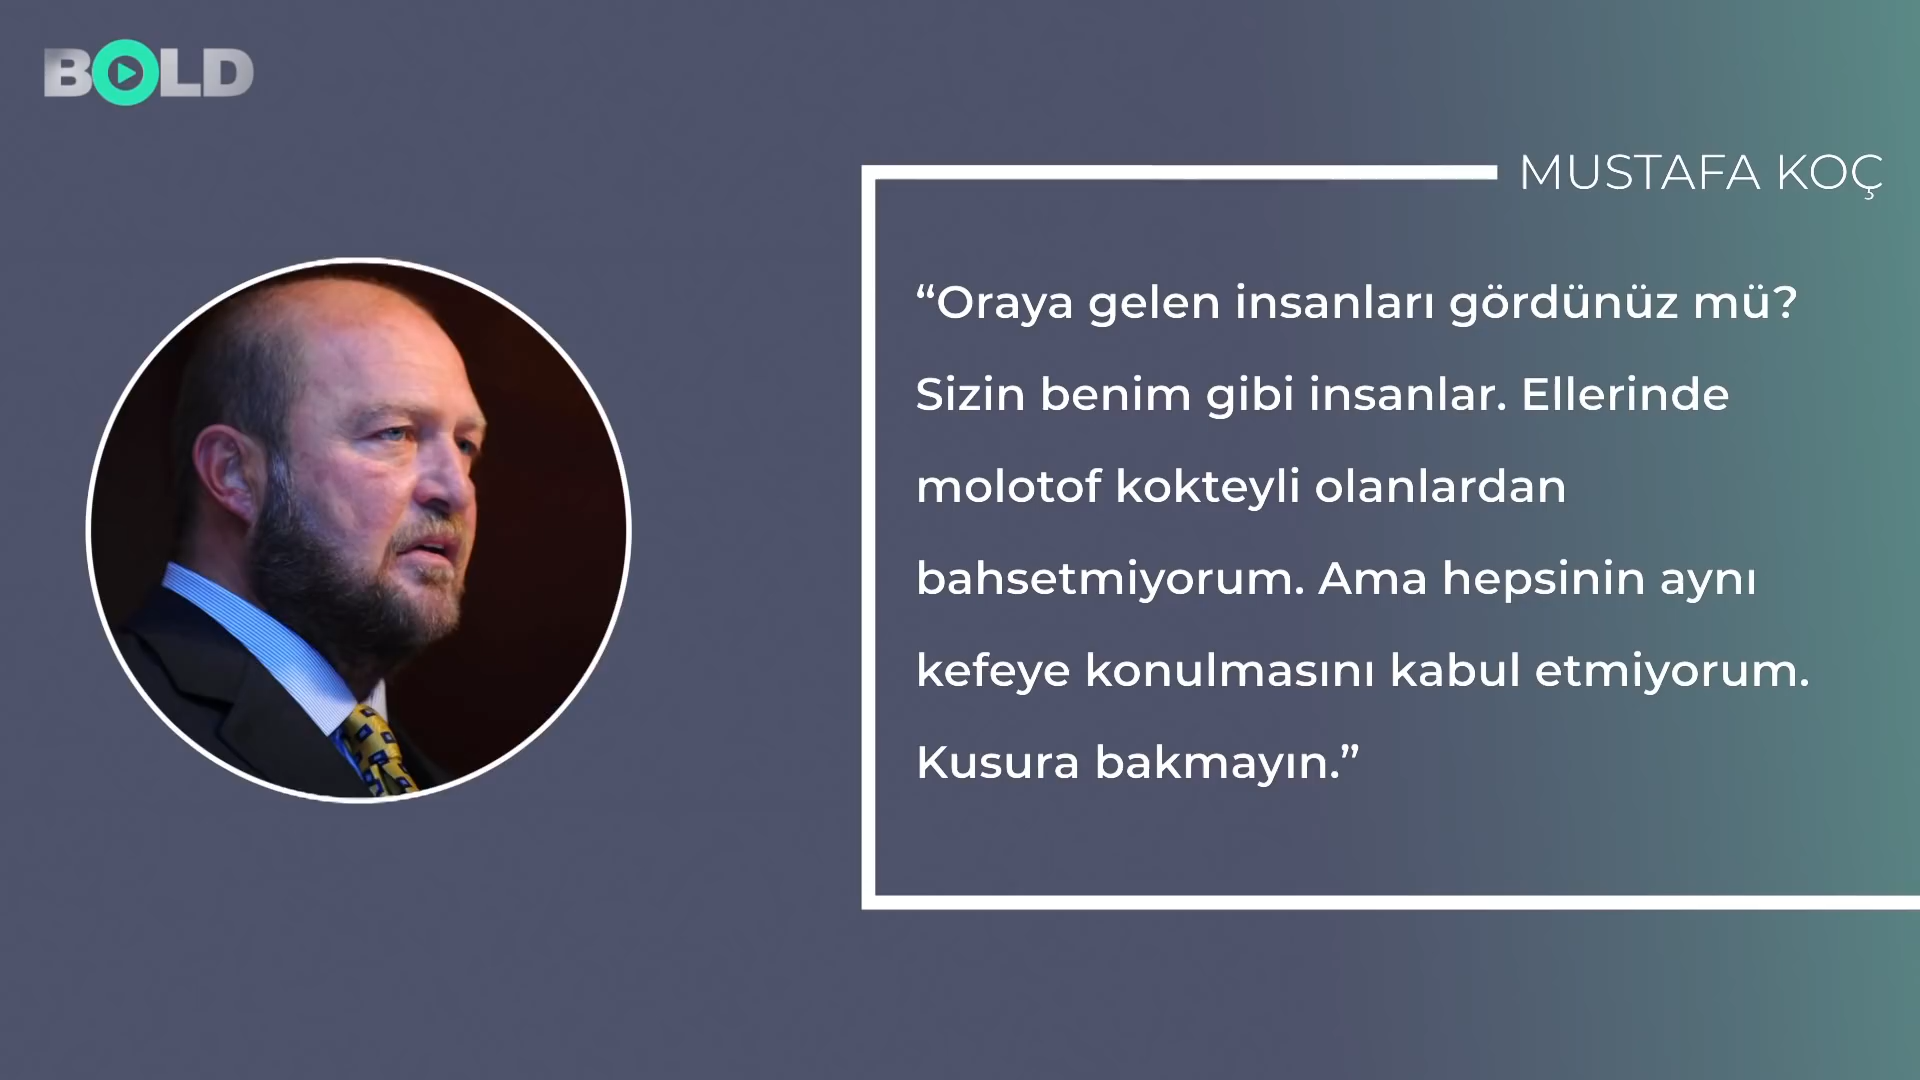 BOLD
MUSTAFA KOÇ
“Oraya gelen insanları gördünüz mü?
Sizin benim gibi insanlar. Ellerinde
molotof kokteyli olanlardan
bahsetmiyorum. Ama hepsinin aynı
kefeye konulmasını kabul etmiyorum.
Kusura bakmayın.”